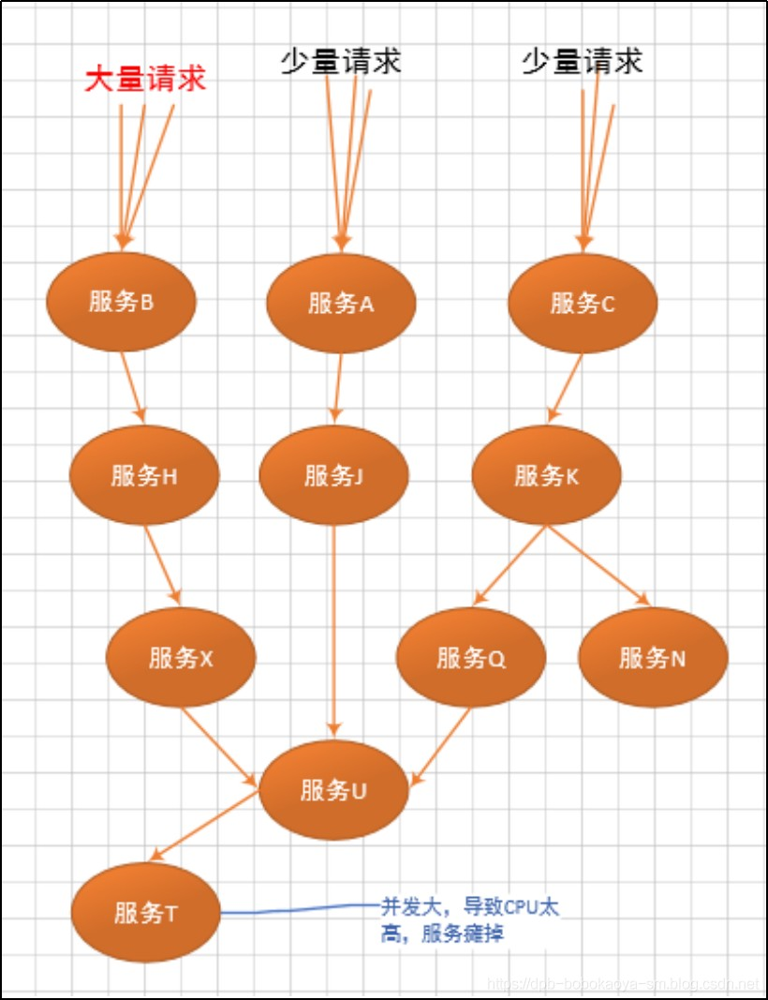 大量请求
少量请求
少量请求
服务B
服务A
服务C
服务H
服务J
服务K
服务X
服务Q
服务N
服务U
服务T
并发大，导致CPU太
高，服务瘫掉
https://dpb-bobokaoya-sm.blog.csdn.net